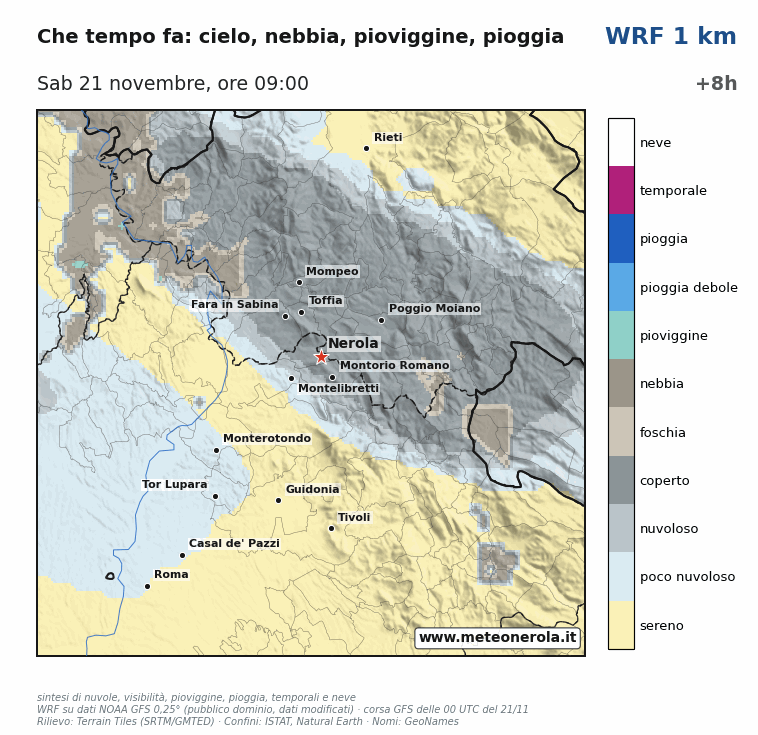 Che tempo fa: cielo, nebbia, pioviggine, pioggia
WRF 1 km
Sab 21 novembre, ore 09:00
+8h
Rieti
Mompeo
Fara in Sabina
Toffia
Poggio Moiano
Nerola
Montorio Romano
Montelibretti
Monterotondo
Tor Lupara
Guidonia
Tivoli
Casal de' Pazzi
Roma
www.meteonerola.it
neve
temporale
pioggia
pioggia debole
pioviggine
nebbia
foschia
coperto
nuvoloso
poco nuvoloso
sereno
sintesi di nuvole, visibilità, pioviggine, pioggia, temporali e neve
WRF su dati NOAA GFS 0,25° (pubblico dominio, dati modificati) · corsa GFS delle 00 UTC del 21/11
Rilievo: Terrain Tiles (SRTM/GMTED) · Confini: ISTAT, Natural Earth · Nomi: GeoNames